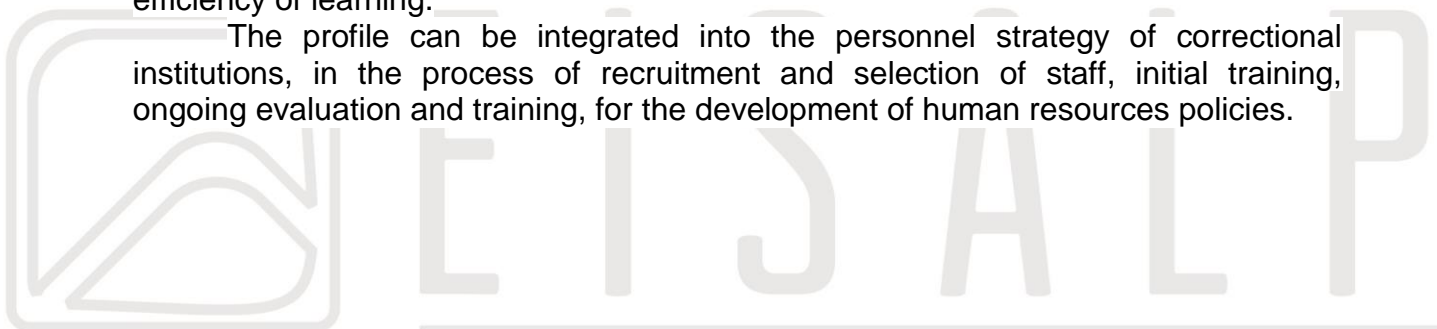 efficiency of learning.
The profile can be integrated into the personnel strategy of correctional
institutions, in the process of recruitment and selection of staff, initial training,
ongoing evaluation and training, for the development of human resources policies.
EISALP